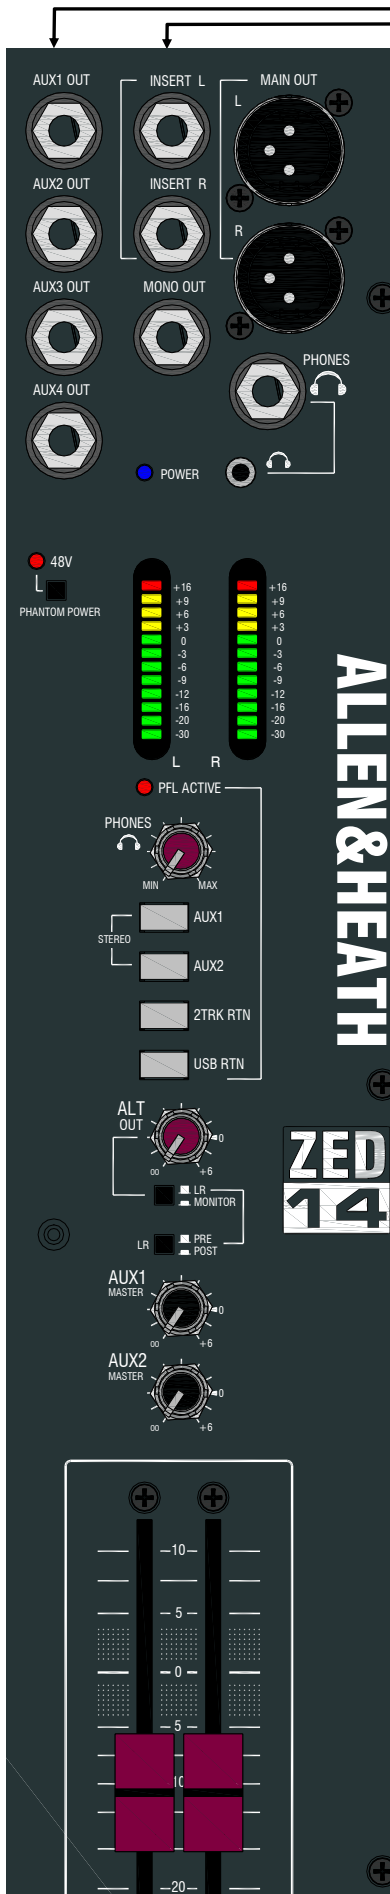 AUX1 OUT
INSERT L
MAIN OUT
L
AUX2 OUT
INSERT R
R
AUX3 OUT
MONO OUT
AUX4 OUT
PHONES
POWER
48V
PHANTOM POWER
+16
+9
+6
+3
0
-3
-6
-9
-12
-16
-20
-30
+16
+9
+6
+3
0
-3
-6
-9
-12
-16
-20
-30
L R
PFL ACTIVE
PHONES
MIN MAX
AUX1
STEREO
AUX2
2TRK RTN
USB RTN
ALLEN&HEATH
ALT
OUT
0
∞ +6
LR
MONITOR
LR
PRE
POST
ZED
14
AUX1
MASTER
0
∞ +6
AUX2
MASTER
0
∞ +6
10
5
0
5
10
20